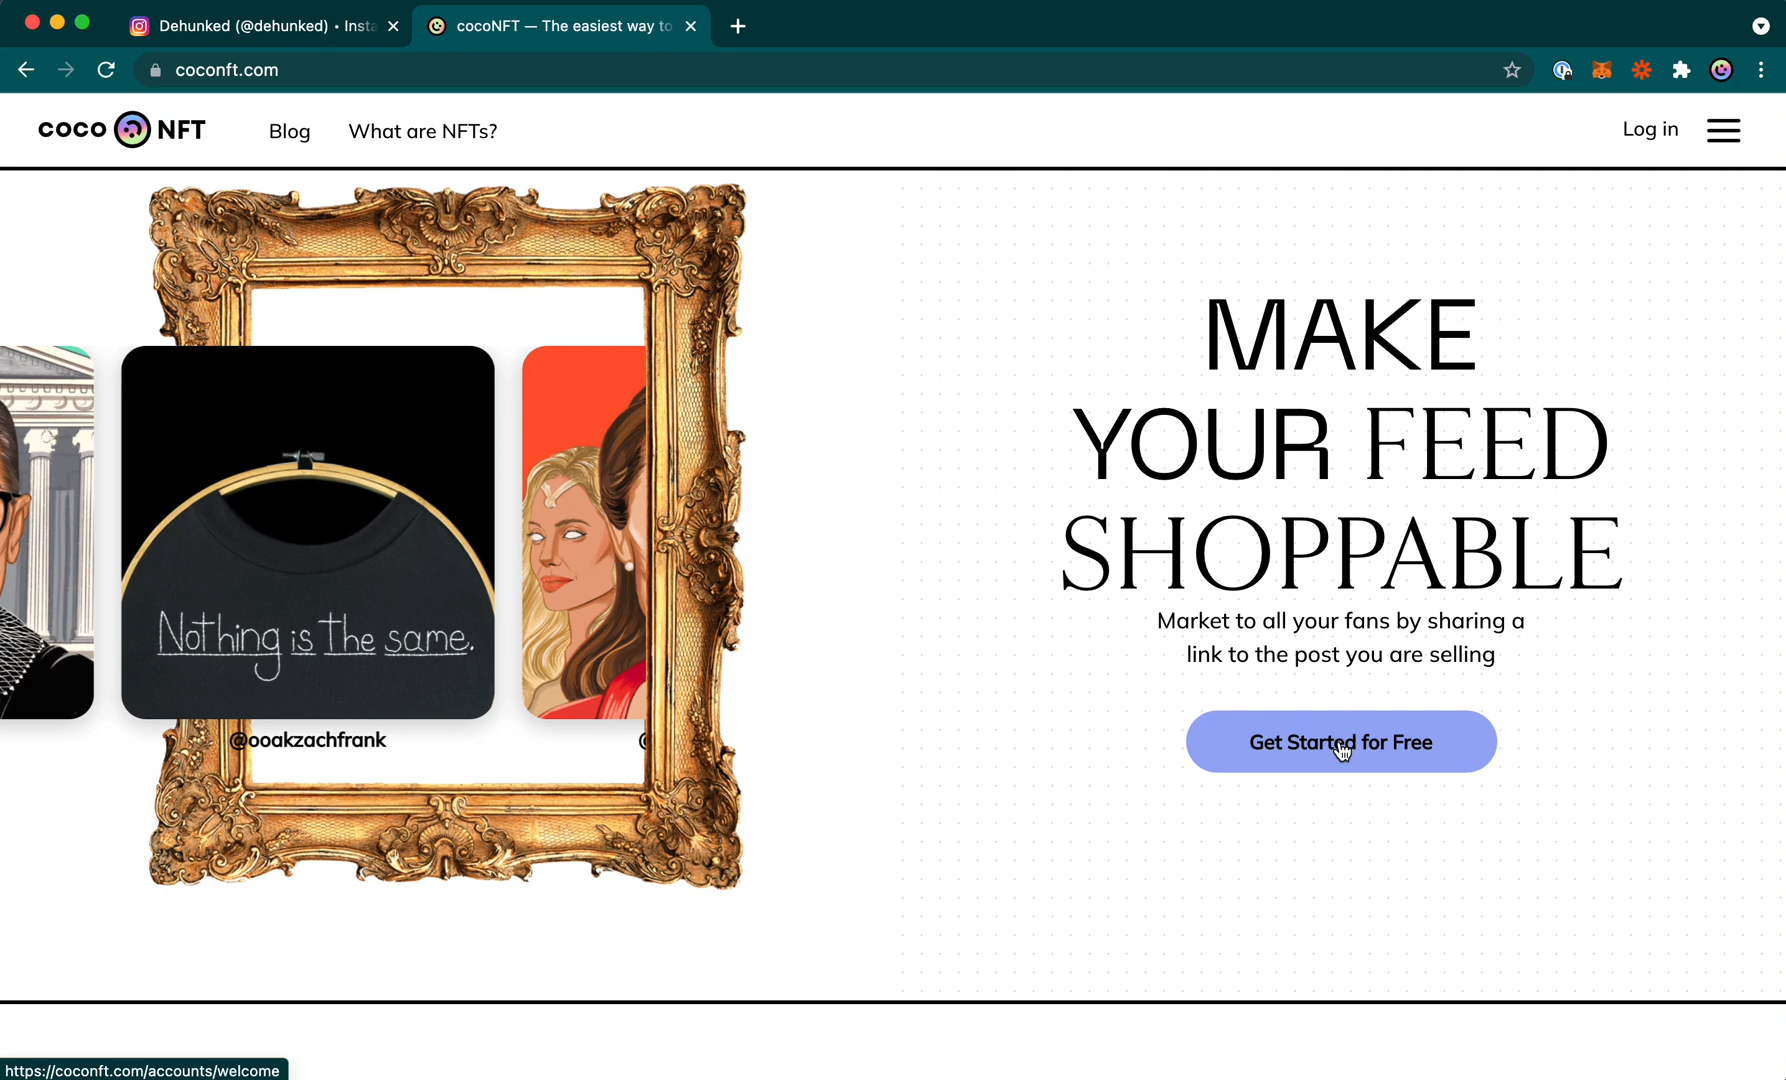 Dehunked (@dehunked) • Insta
cocoNFT — The easiest way to
coconft.com
coco NFT
Blog
What are NFTs?
Log in
MAKE
YOUR FEED
SHOPPABLE
Market to all your fans by sharing a
link to the post you are selling
Get Started for Free
Nothing is the same.
@ooakzachfrank
@
https://coconft.com/accounts/welcome